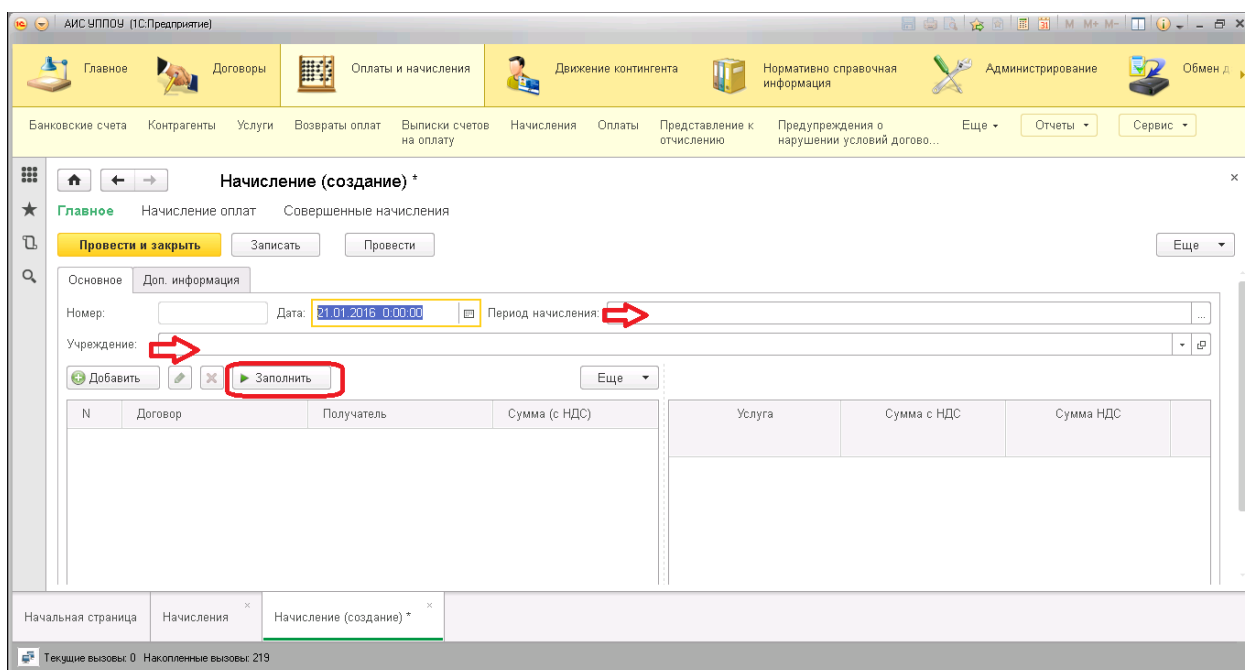 АИС УППОУ (1С:Предприятие)
M M+ M-
Главное Договоры Оплаты и начисления Движение контингента Нормативно справочная информация Администрирование Обмен д
Банковские счета Контрагенты Услуги Возвраты оплат Выписки счетов на оплату Начисления Оплаты Представление к отчислению Предупреждения о нарушении условий догово... Еще Отчеты Сервис
Начисление (создание) *
Главное Начисление оплат Совершенные начисления
Провести и закрыть Записать Провести Еще
Основное Доп. информация
Номер: Дата: 21.01.2016 0:00:00 Период начисления: ...
Учреждение:
Добавить Заполнить Еще
N Договор Получатель Сумма (с НДС) Услуга Сумма с НДС Сумма НДС
Начальная страница Начисления Начисление (создание) *
Текущие вызовы: 0 Накопленные вызовы: 219